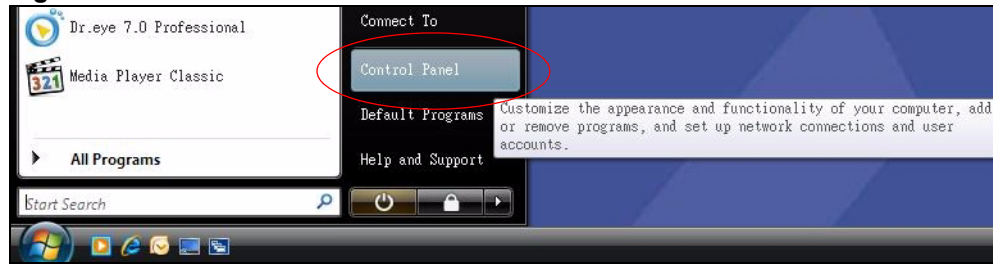 Dr.eye 7.0 Professional
Connect To
321
Media Player Classic
Control Panel
Default Programs
Customize the appearance and functionality of your computer, add
or remove programs, and set up network connections and user
accounts.
All Programs
Help and Support
Start Search